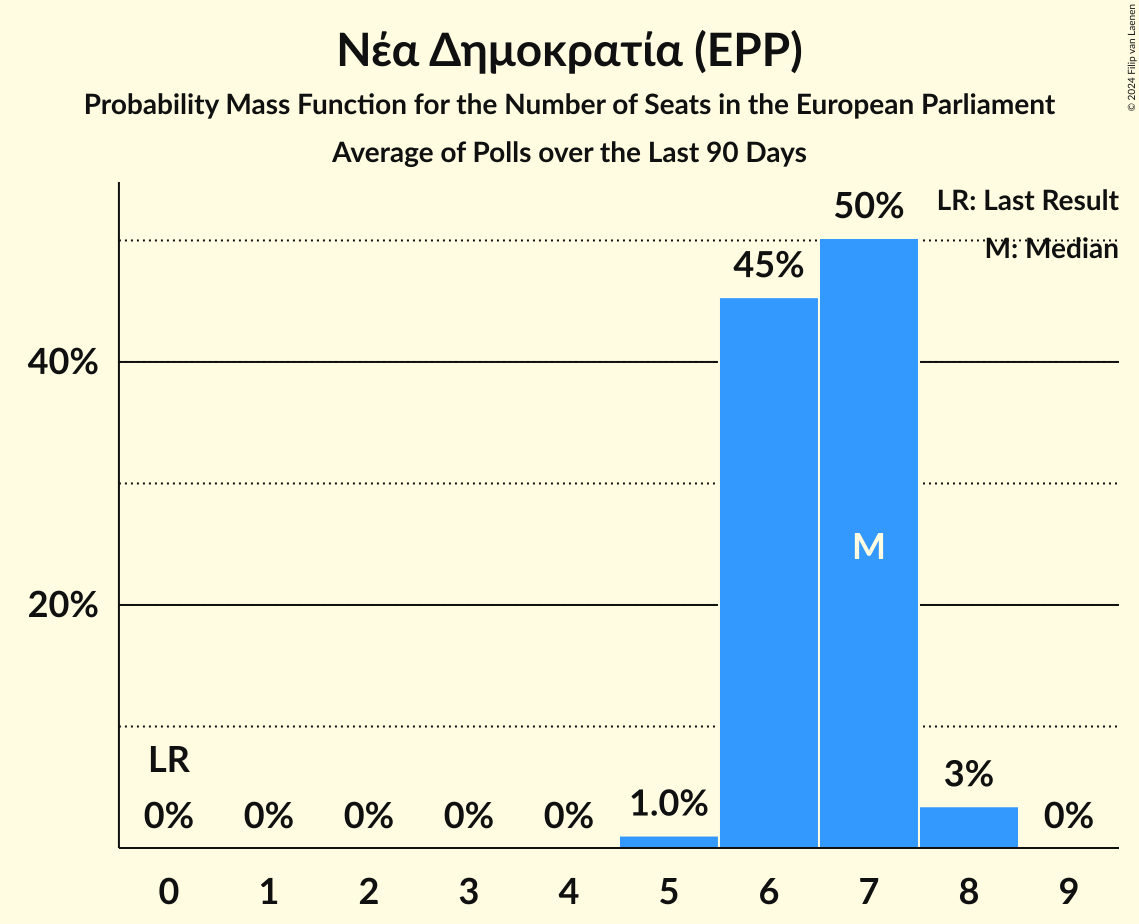 Νέα Δημοκρατία (EPP)
Probability Mass Function for the Number of Seats in the European Parliament
Average of Polls over the Last 90 Days
© 2024 Filip van Laenen
LR: Last Result
M: Median
50%
45%
40%
M
20%
LR
0% 0% 0% 0% 0% 1.0% 3% 0%
0 1 2 3 4 5 6 7 8 9